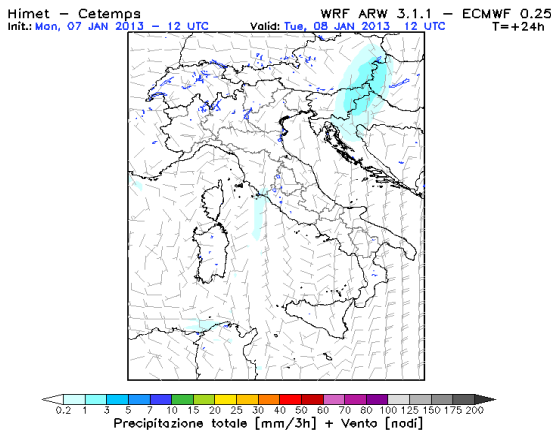 Himet – Cetemps WRF ARW 3.1.1 – ECMWF 0.25
Init.: Mon, 07 JAN 2013 – 12 UTC Valid: Tue, 08 JAN 2013 12 UTC T=+24h
0.2 1 3 5 7 10 15 20 25 30 40 50 60 70 80 100 125 150 175 200
Precipitazione totale [mm/3h] + Vento [nodi]